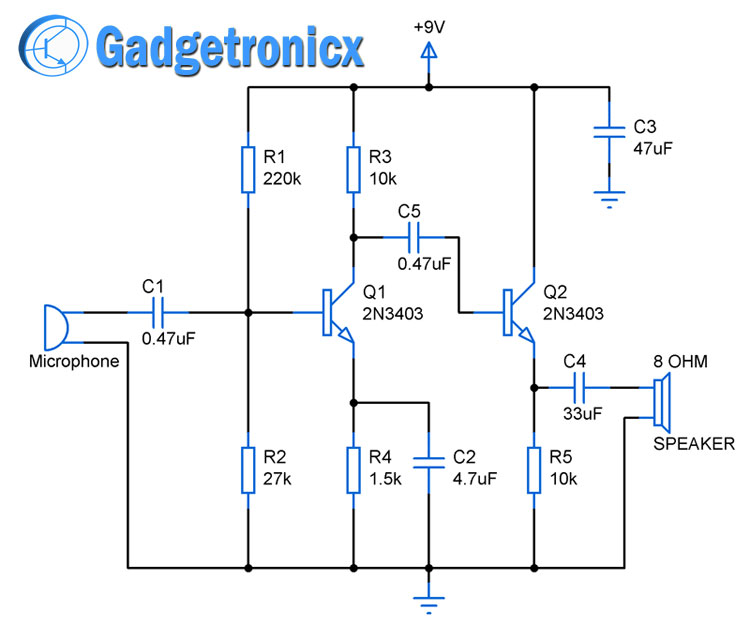 Gadgetronicx
+9V
R1
220k
R3
10k
C3
47uF
C5
0.47uF
C1
0.47uF
Q1
2N3403
Q2
2N3403
Microphone
C4
33uF
8 OHM
SPEAKER
R2
27k
R4
1.5k
C2
4.7uF
R5
10k